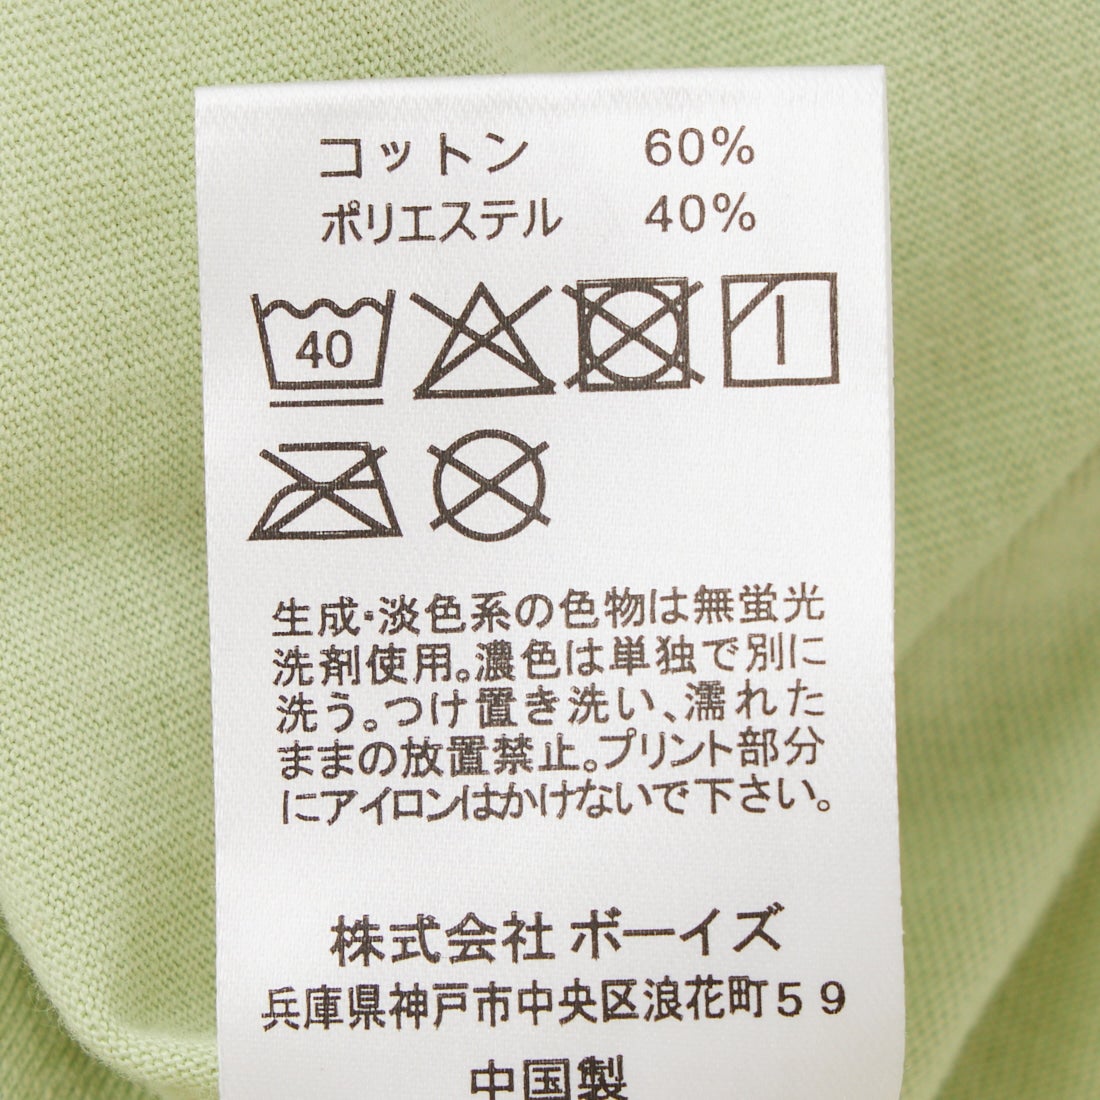 コットン 60%
ポリエステル 40%
40
生成・淡色系の色物は無蛍光
洗剤使用。濃色は単独で別に
洗う。つけ置き洗い、濡れた
ままの放置禁止。プリント部分
にアイロンはかけないで下さい。
株式会社 ボーイズ
兵庫県神戸市中央区浪花町59
中国製